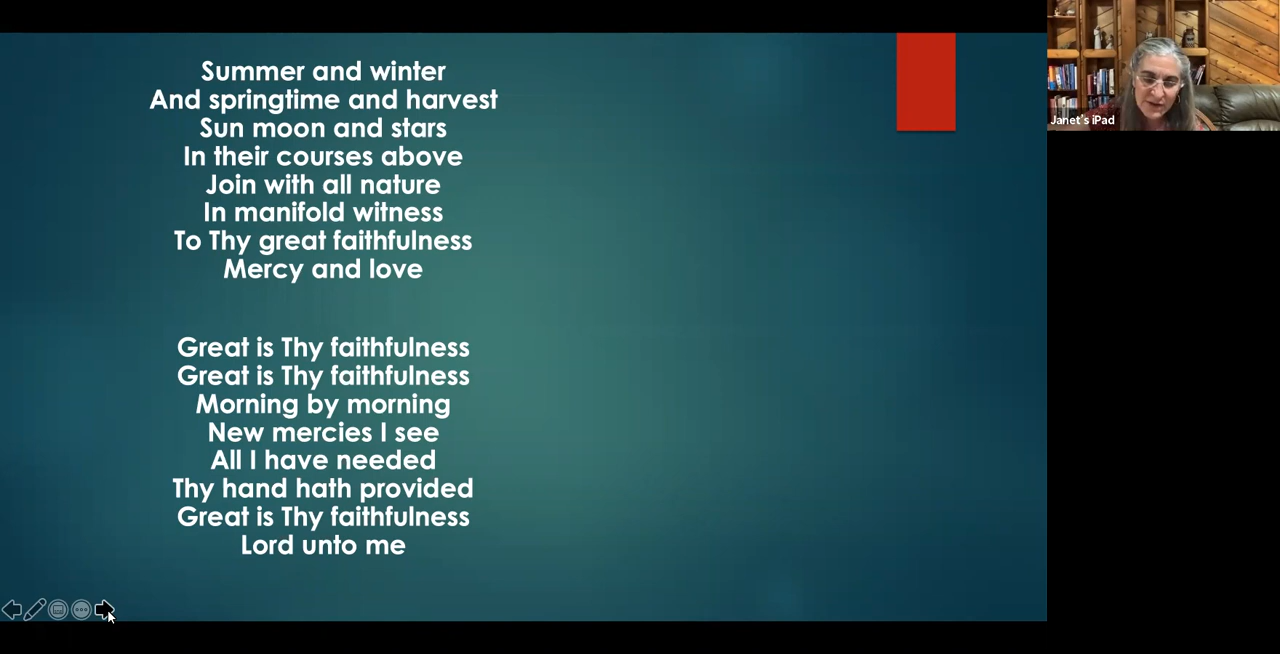 Summer and winter
And springtime and harvest
Sun moon and stars
In their courses above
Join with all nature
In manifold witness
To Thy great faithfulness
Mercy and love
Great is Thy faithfulness
Great is Thy faithfulness
Morning by morning
New mercies I see
All I have needed
Thy hand hath provided
Great is Thy faithfulness
Lord unto me
Janet's iPad